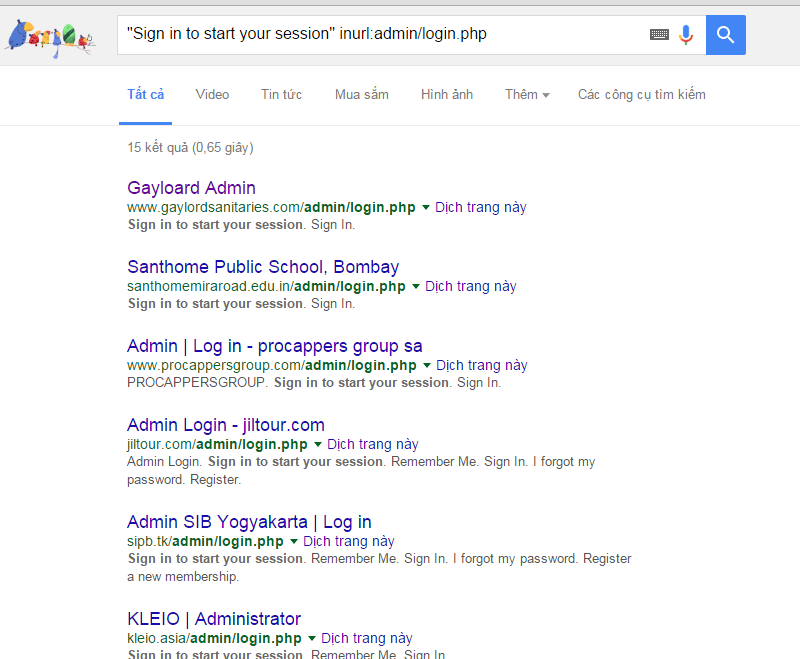 "Sign in to start your session" inurl:admin/login.php
Tất cả Video Tin tức Mua sắm Hình ảnh Thêm Các công cụ tìm kiếm
15 kết quả (0,65 giây)
Gayloard Admin
www.gaylordsanitaries.com/admin/login.php Dịch trang này
Sign in to start your session. Sign In.
Santhome Public School, Bombay
santhomemiraroad.edu.in/admin/login.php Dịch trang này
Sign in to start your session. Sign In.
Admin | Log in - procappers group sa
www.procappersgroup.com/admin/login.php Dịch trang này
PROCAPPERSGROUP. Sign in to start your session. Sign In.
Admin Login - jiltour.com
jiltour.com/admin/login.php Dịch trang này
Admin Login. Sign in to start your session. Remember Me. Sign In. I forgot my
password. Register.
Admin SIB Yogyakarta | Log in
sipb.tk/admin/login.php Dịch trang này
Sign in to start your session. Remember Me. Sign In. I forgot my password. Register
a new membership.
KLEIO | Administrator
kleio.asia/admin/login.php Dịch trang này
Sign in to start your session. Remember Me. Sign In.